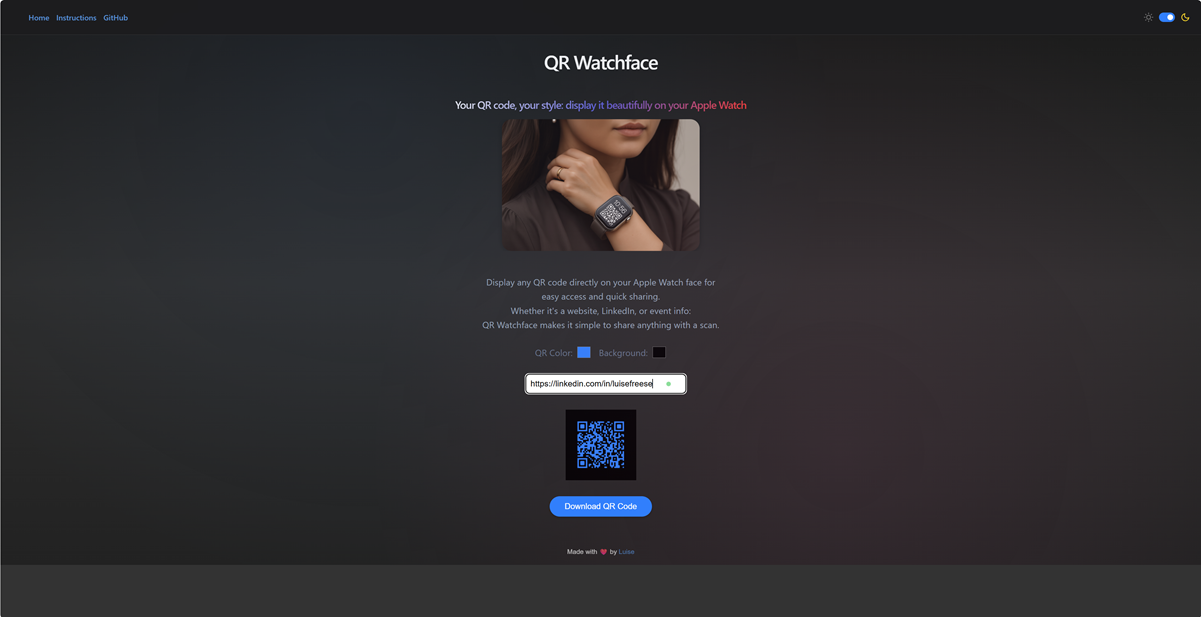 Home Instructions GitHub
QR Watchface
Your QR code, your style: display it beautifully on your Apple Watch
10:56
Display any QR code directly on your Apple Watch face for
easy access and quick sharing.
Whether it's a website, LinkedIn, or event info:
QR Watchface makes it simple to share anything with a scan.
QR Color: Background:
https://linkedin.com/in/luisefreese
Download QR Code
Made with ❤️ by Luise